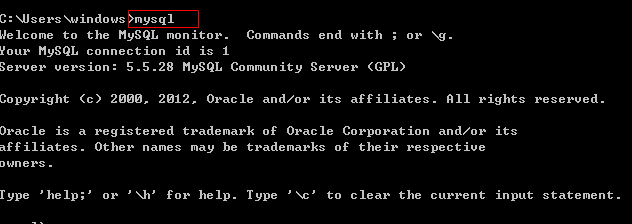 C:\Users\windows>mysql
Welcome to the MySQL monitor.  Commands end with ; or \g.
Your MySQL connection id is 1
Server version: 5.5.28 MySQL Community Server (GPL)
Copyright (c) 2000, 2012, Oracle and/or its affiliates. All rights reserved.
Oracle is a registered trademark of Oracle Corporation and/or its
affiliates. Other names may be trademarks of their respective
owners.
Type 'help;' or '\h' for help. Type '\c' to clear the current input statement.